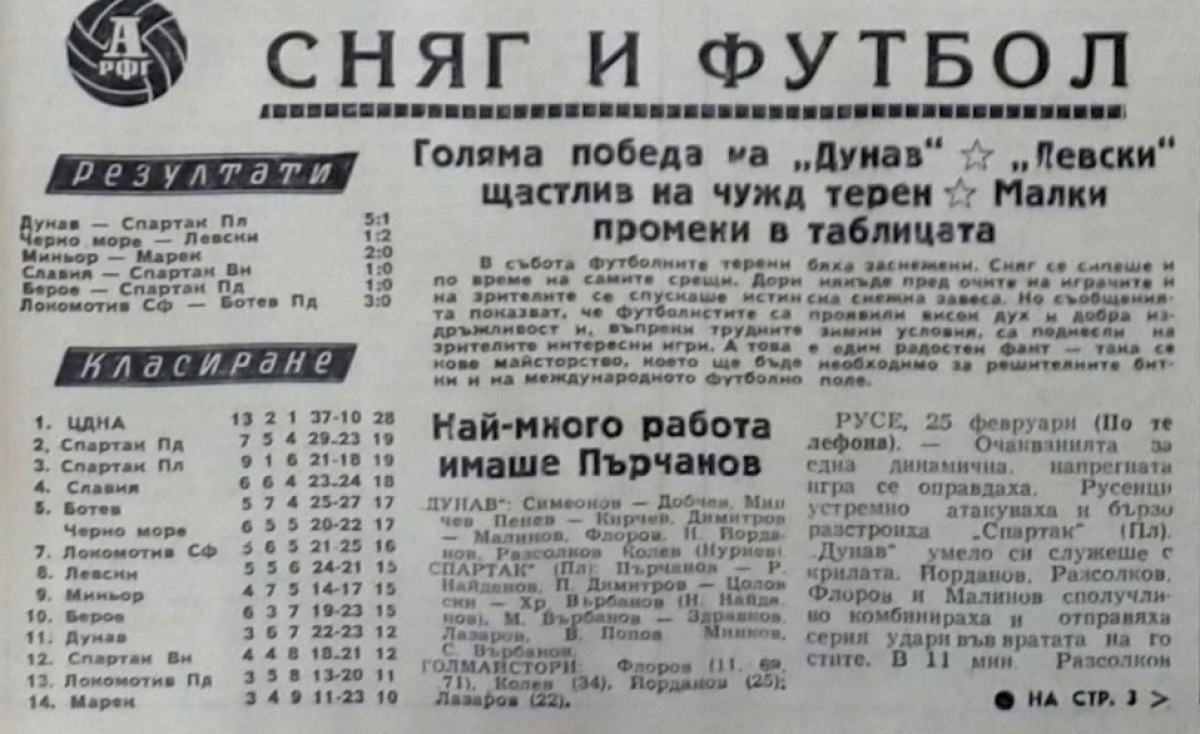 А
РФГ
СНЯГ И ФУТБОЛ
Резултати
Дунав — Спартак Пл 5:1
Черно море — Левски 1:2
Миньор — Марек 2:0
Славия — Спартак Вн 1:0
Берое — Спартак Пд 1:0
Локомотив Сф — Ботев Пд 3:0
Класиране
1. ЦДНА 13 2 1 37-10 28
2. Спартак Пд 7 5 4 29-23 19
3. Спартак Пл 9 1 6 21-18 19
4. Славия 6 6 4 23-24 18
5. Ботев 5 7 4 25-27 17
Черно море 6 5 5 20-22 17
7. Локомотив Сф 5 6 5 21-25 16
8. Левски 5 5 6 24-21 15
9. Миньор 4 7 5 14-17 15
10. Берое 6 3 7 19-23 15
11. Дунав 3 6 7 22-23 12
12. Спартак Вн 4 4 8 18-21 12
13. Локомотив Пд 3 5 8 13-20 11
14. Марек 3 4 9 11-23 10
Голяма победа на „Дунав“ ☆ „Левски“
щастлив на чужд терен ☆ Малки
промени в таблицата
В събота футболните терени бяха заснежени. Сняг се сипеше и
по време на самите срещи. Дори някъде пред очите на играчите и
на зрителите се спускаше истинска снежна завеса. Но съобщения-
та показват, че футболистите са проявили висок дух и добра из-
дръжливост и, въпреки трудните зимни условия, са поднесли на
зрителите интересни игри. А това е един радостен факт — така се
кове майсторство, което ще бъде необходимо за решителните бит-
ки и на международното футболно поле.
Най-много работа
имаше Пърчанов
ДУНАВ“: Симеонов — Добчев, Мин
чев Пенев — Кирчев, Димитров
— Малинов, Флоров, Й. Йорда-
нов, Разсолков Колев (Нуриев)
СПАРТАК“ (Пл): Пърчанов — Р.
Найденов, П. Димитров — Цолов
ски — Хр. Върбанов (Н. Найде
нов), М. Върбанов — Здравков,
Лазаров, В. Попов Минков,
С. Върбанов.
ГОЛМАЙСТОРИ: Флоров (11, 69,
71), Колев (34), Йорданов (25);
Лазаров (22).
РУСЕ, 25 февруари (По те
лефона). — Очакванията за
една динамична, напрегната
игра се оправдаха. Русенци
устремно атакуваха и бързо
разстроиха „Спартак“ (Пл).
„Дунав“ умело си служеше с
крилата. Йорданов, Разсолков,
Флоров и Малинов сполучли-
во комбинираха и отправяха
серия удари във вратата на го
стите. В 11 мин. Разсолков
НА СТР. 3 >